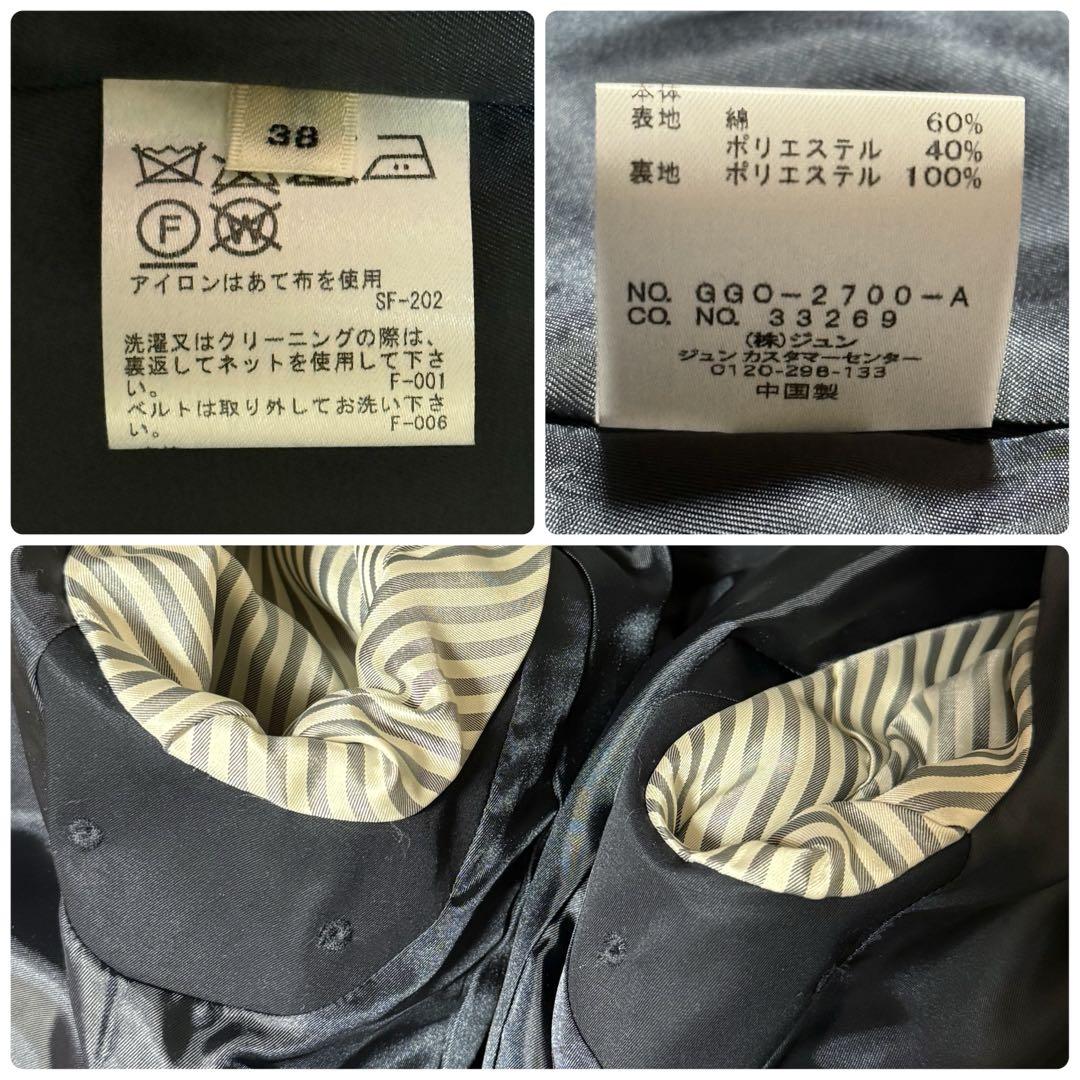 38
F
W
アイロンはあて布を使用
SF-202
洗濯又はクリーニングの際は、
裏返してネットを使用して下さ
い。 F-001
ベルトは取り外してお洗い下さ
い。 F-006
本体
表地 綿 60%
ポリエステル 40%
裏地 ポリエステル 100%
NO. GGO-2700-A
CO. NO. 33269
(株)ジュン
ジュン カスタマーセンター
0120-298-133
中国製